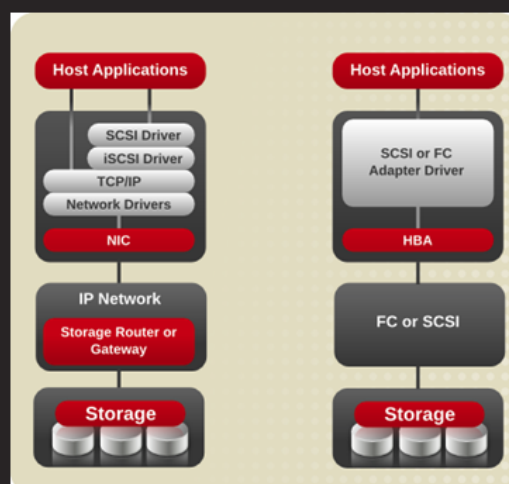 Host Applications
SCSI Driver
iSCSI Driver
TCP/IP
Network Drivers
NIC
IP Network
Storage Router or
Gateway
Storage
Host Applications
SCSI or FC
Adapter Driver
HBA
FC or SCSI
Storage